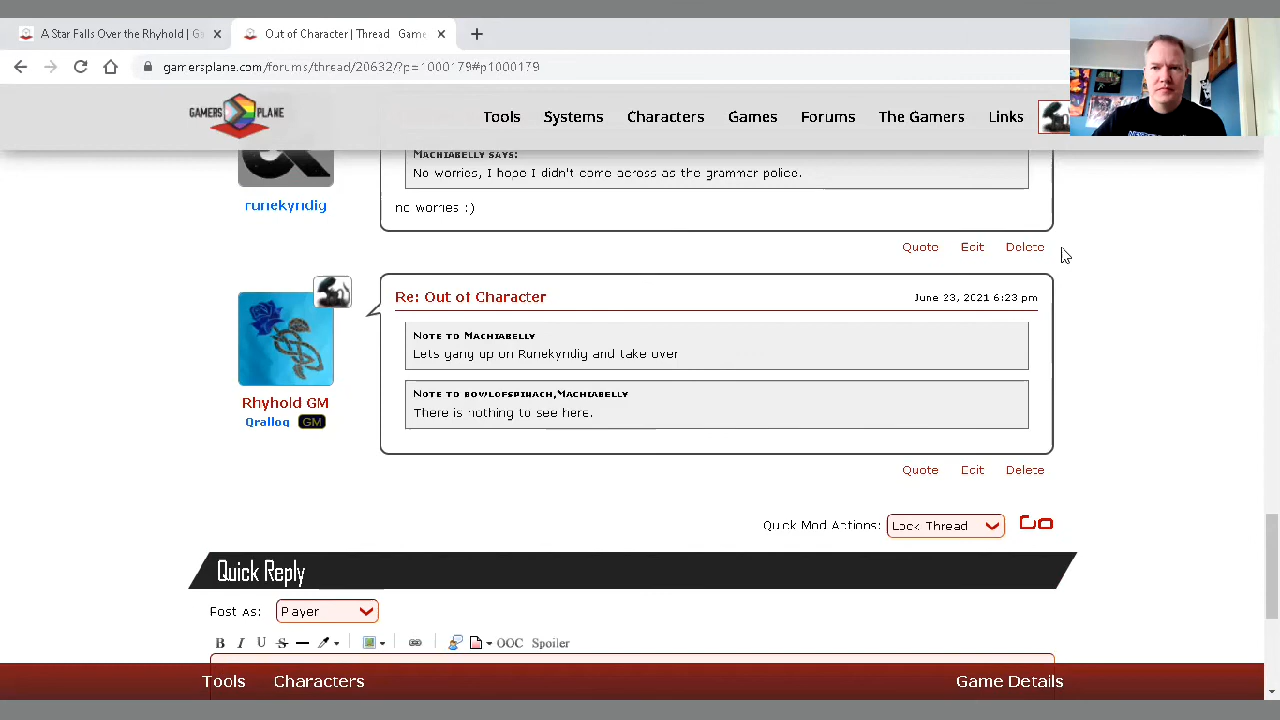 A Star Falls Over the Rhyhold | G
Out of Character | Thread Game
gamersplane.com/forums/thread/20632/?p=1000179#p1000179
GAMERS PLANE
Tools Systems Characters Games Forums The Gamers Links
MACHIABELLY SAYS:
No worries, I hope I didn't come across as the grammer police.
runekyndig
no worries :)
Quote Edit Delete
Re: Out of Character June 23, 2021 6:23 pm
NOTE TO MACHIABELLY
Lets gang up on Runekyndig and take over
NOTE TO BOWLOFSPINACH,MACHIABELLY
There is nothing to see here.
Rhyhold GM
Qralloq GM
Quote Edit Delete
Quick Mod Actions: Lock Thread Go
Quick Reply
Post As: Player
B I U S OOC Spoiler
Tools Characters Game Details